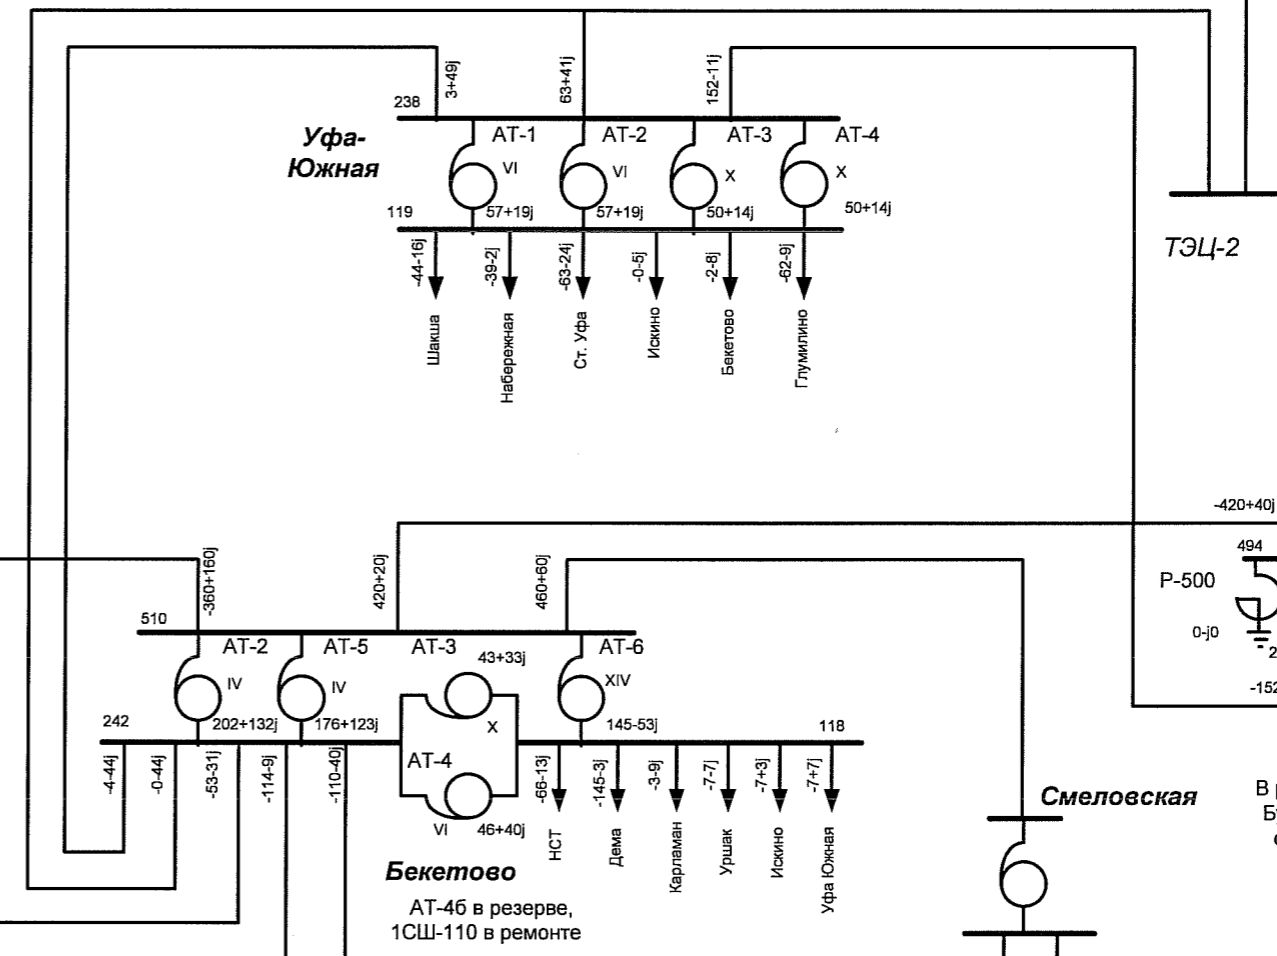 3+49j
63+41j
152-11j
238
Уфа-
Южная
АТ-1
АТ-2
АТ-3
АТ-4
VI
VI
X
X
119
57+19j
57+19j
50+14j
50+14j
-44-16j
-39-2j
-63-24j
-0-5j
-2-8j
-62-9j
Шакша
Набережная
Ст. Уфа
Искино
Бекетово
Глумилино
ТЭЦ-2
-420+40j
494
Р-500
0-j0
2
-152
-360+160j
420+20j
460+60j
510
АТ-2
АТ-5
АТ-3
АТ-6
43+33j
IV
IV
X
XIV
242
202+132j
176+123j
145-53j
118
АТ-4
-4-44j
-0-44j
-53-31j
-114-9j
-110-40j
VI
46+40j
-66-13j
-145-3j
-3-9j
-7-7j
-7+3j
-7+7j
НСТ
Дема
Карламан
Уршак
Искино
Уфа Южная
Бекетово
АТ-4б в резерве,
1СШ-110 в ремонте
Смеловская
В